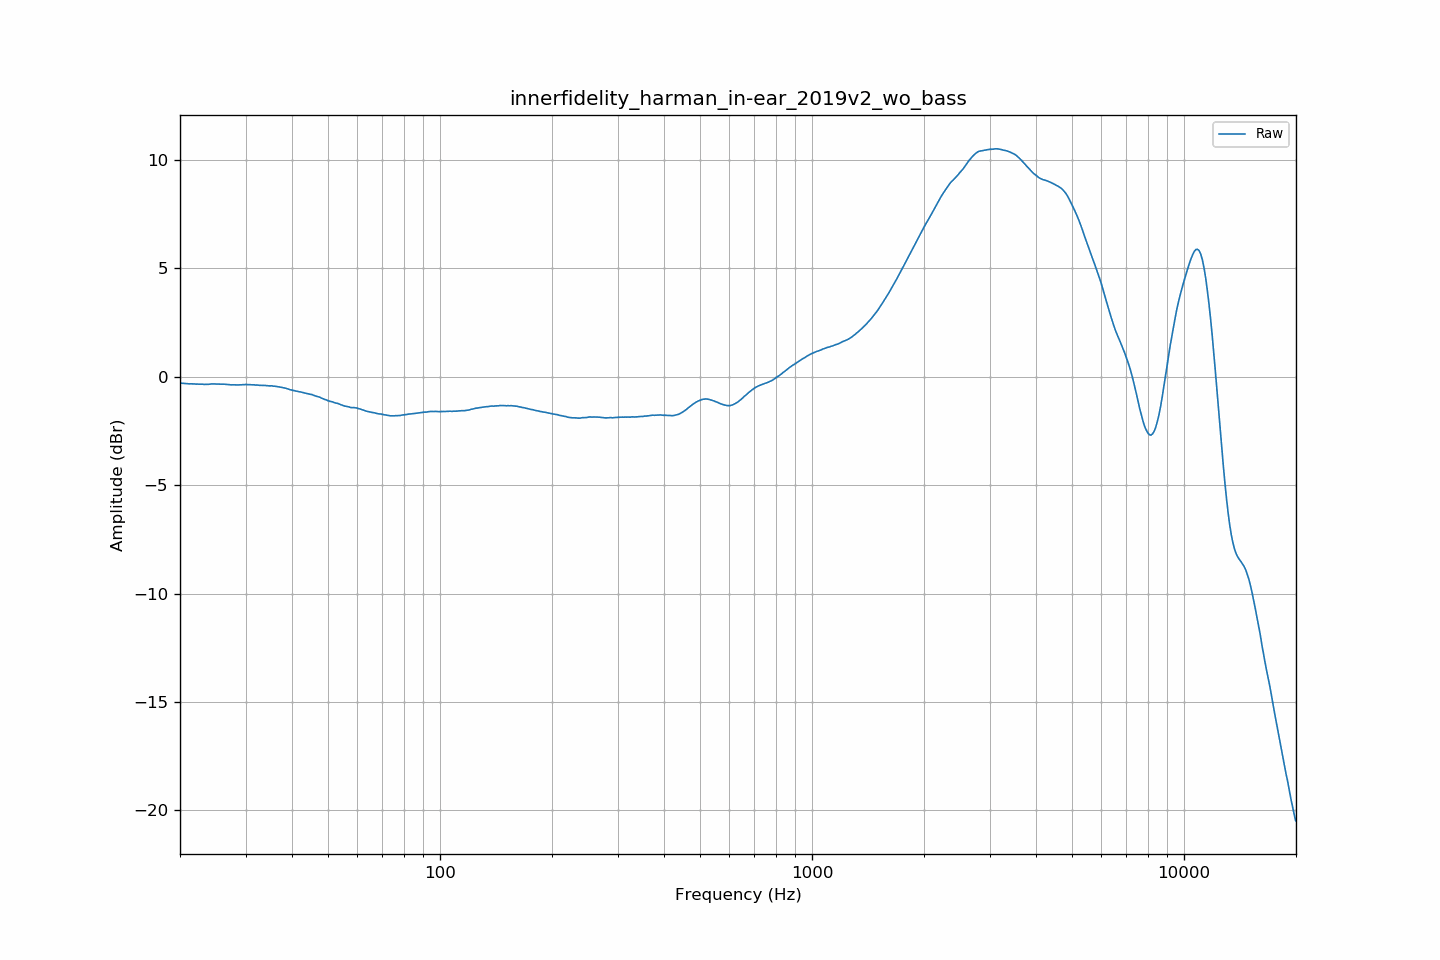 innerfidelity_harman_in-ear_2019v2_wo_bass
Raw
10
5
0
−5
−10
−15
−20
Amplitude (dBr)
100
1000
10000
Frequency (Hz)